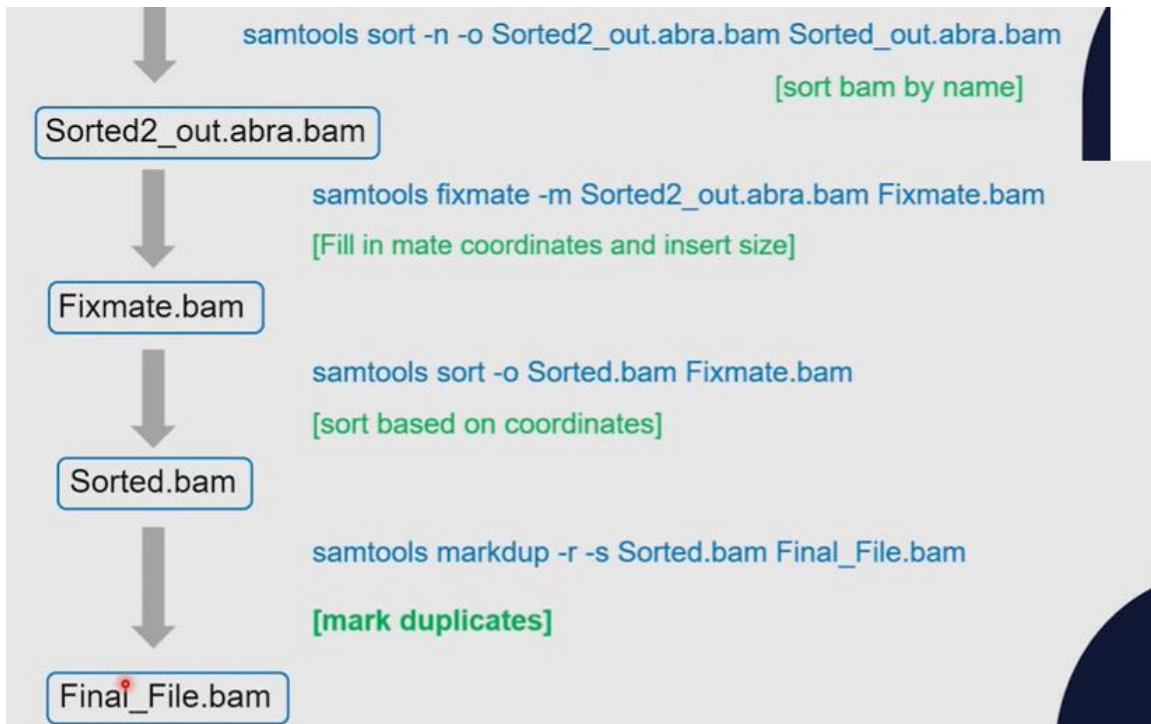 samtools sort -n -o Sorted2_out.abra.bam Sorted_out.abra.bam
[sort bam by name]
Sorted2_out.abra.bam
samtools fixmate -m Sorted2_out.abra.bam Fixmate.bam
[Fill in mate coordinates and insert size]
Fixmate.bam
samtools sort -o Sorted.bam Fixmate.bam
[sort based on coordinates]
Sorted.bam
samtools markdup -r -s Sorted.bam Final_File.bam
[mark duplicates]
Final_File.bam